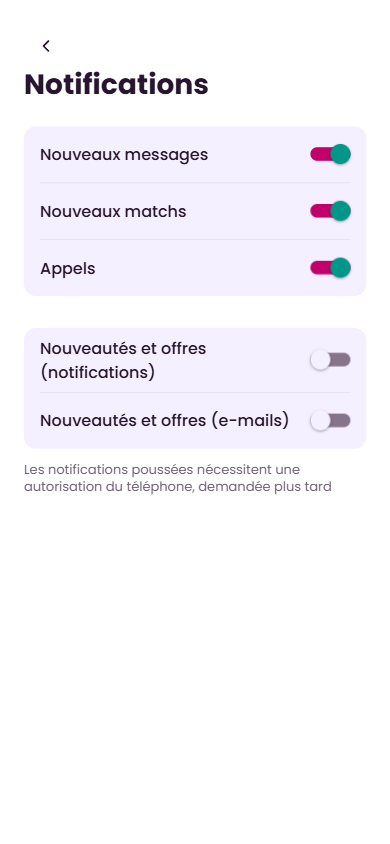 Notifications
Nouveaux messages
Nouveaux matchs
Appels
Nouveautés et offres
(notifications)
Nouveautés et offres (e-mails)
Les notifications poussées nécessitent une
autorisation du téléphone, demandée plus tard